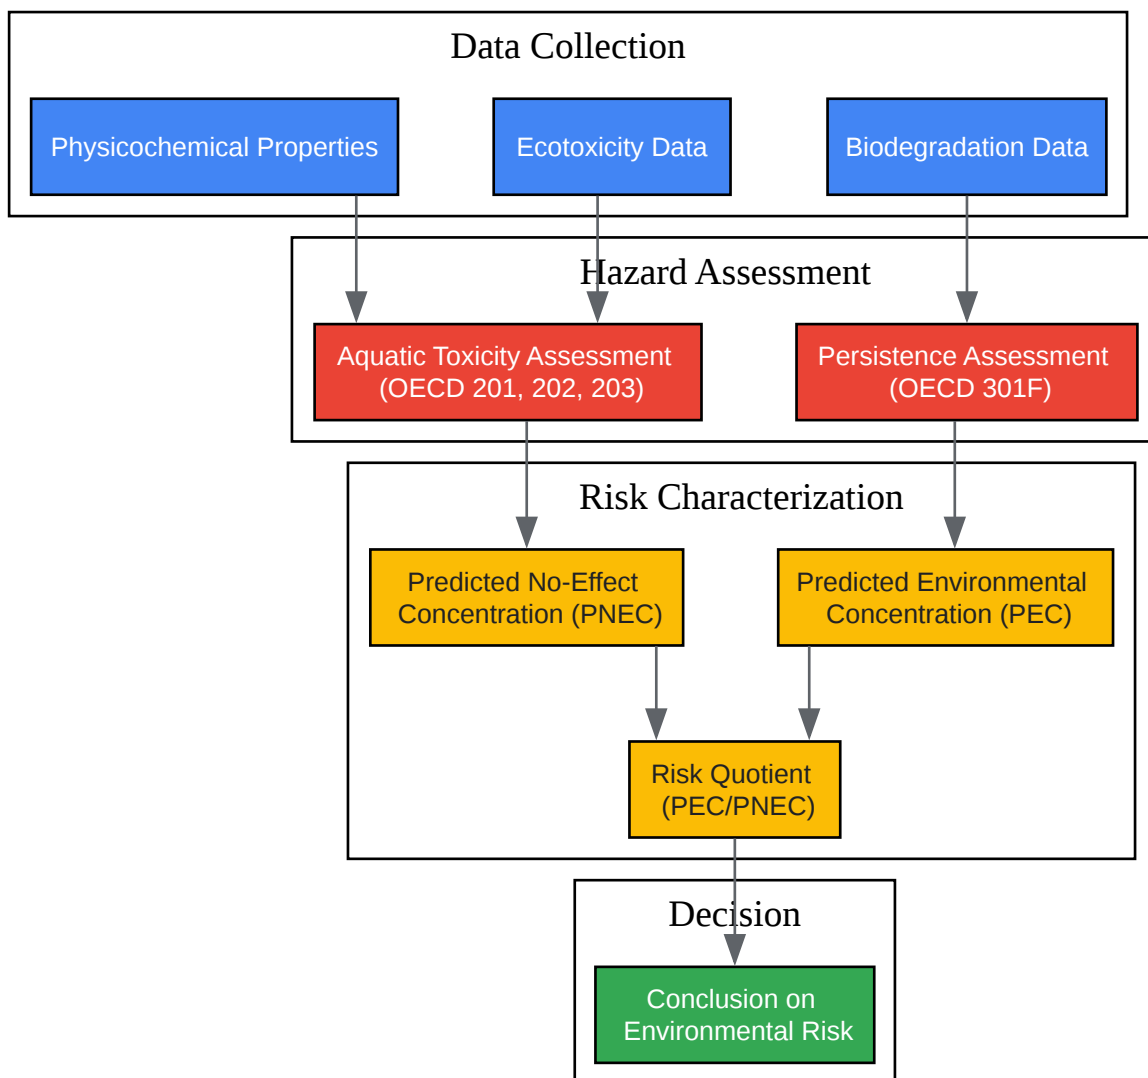 Data Collection
Physicochemical Properties
Ecotoxicity Data
Biodegradation Data
Hazard Assessment
Aquatic Toxicity Assessment
(OECD 201, 202, 203)
Persistence Assessment
(OECD 301F)
Risk Characterization
Predicted No-Effect
Concentration (PNEC)
Predicted Environmental
Concentration (PEC)
Risk Quotient
(PEC/PNEC)
Decision
Conclusion on
Environmental Risk